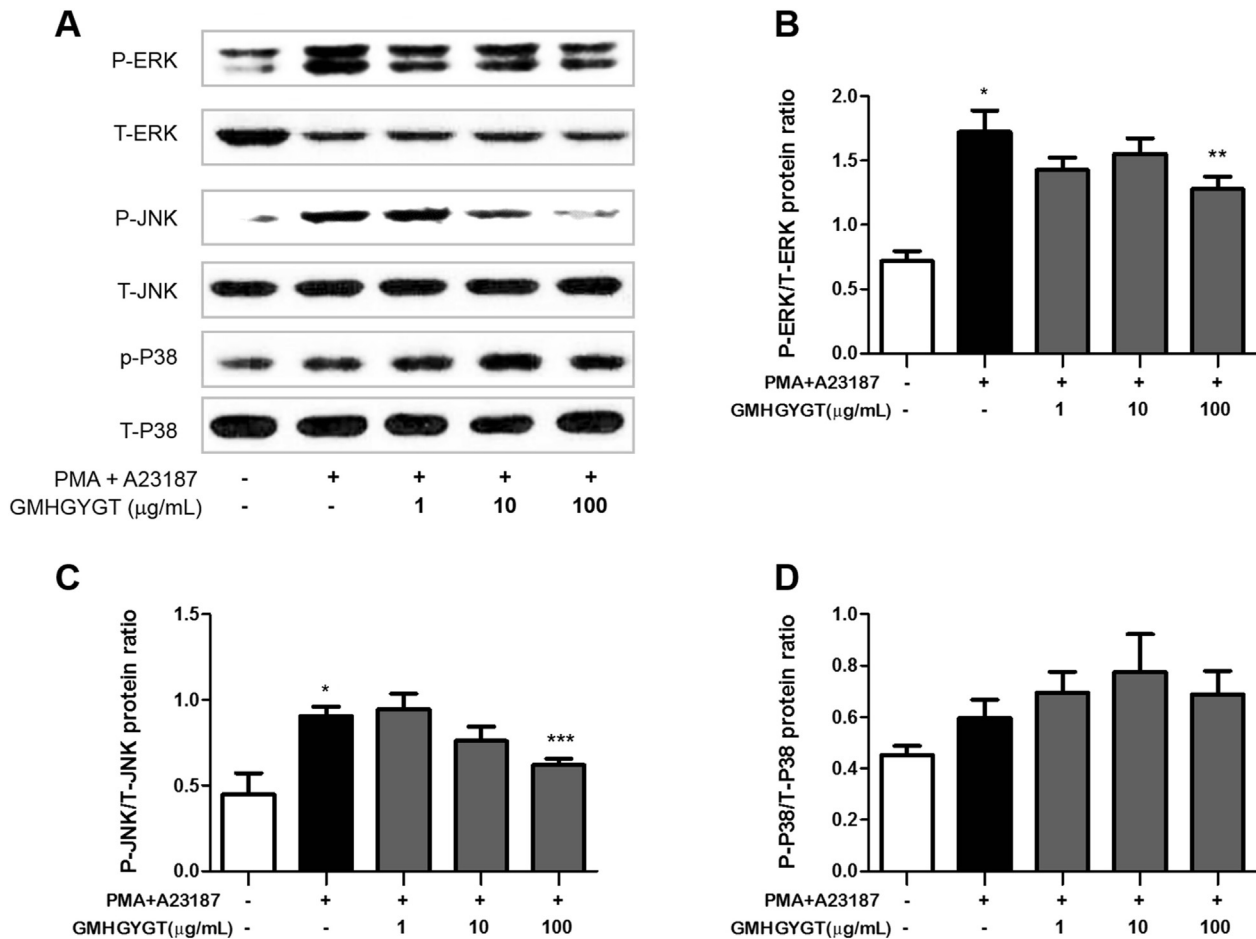 A
P-ERK
T-ERK
P-JNK
T-JNK
p-P38
T-P38
PMA + A23187 - + + + +
GMHGYGT (μg/mL) - - 1 10 100
B
P-ERK/T-ERK protein ratio
2.0
1.5
1.0
0.5
0.0
*
**
PMA+A23187 - + + + +
GMHGYGT(μg/mL) - - 1 10 100
C
P-JNK/T-JNK protein ratio
1.5
1.0
0.5
0.0
*
***
PMA+A23187 - + + + +
GMHGYGT(μg/mL) - - 1 10 100
D
P-P38/T-P38 protein ratio
1.0
0.8
0.6
0.4
0.2
0.0
PMA+A23187 - + + + +
GMHGYGT(μg/mL) - - 1 10 100